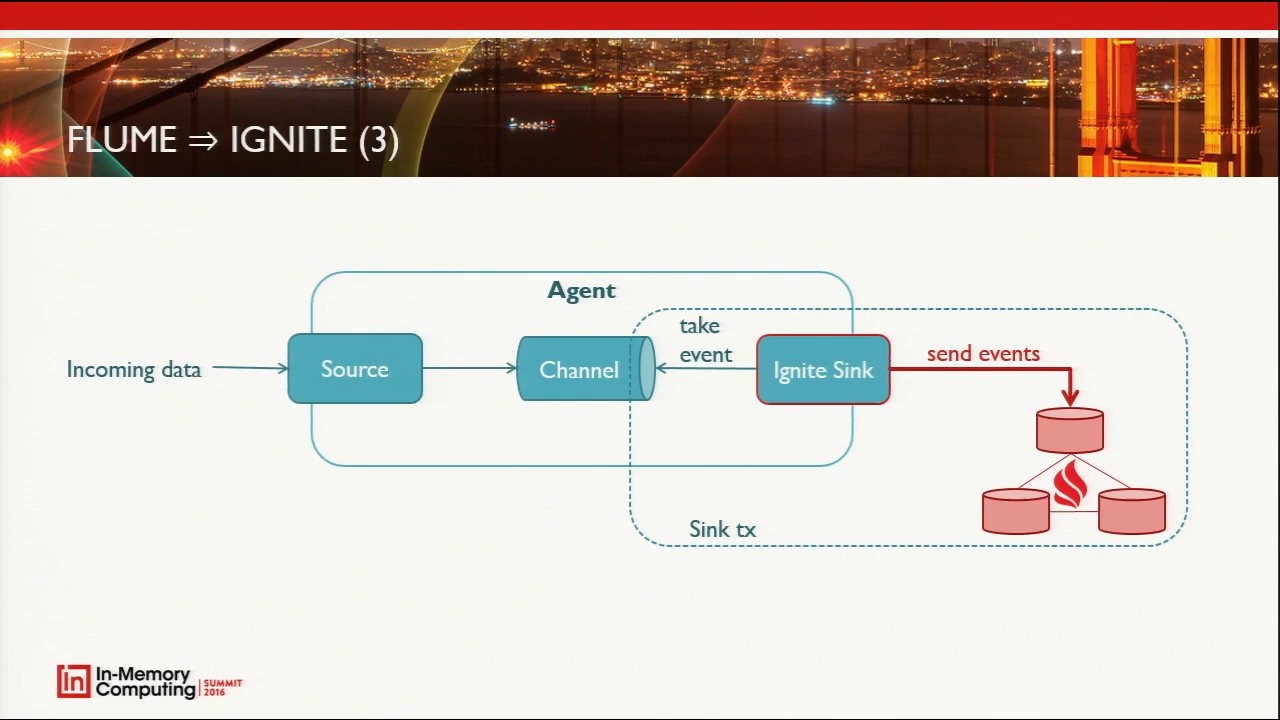 FLUME ⇒ IGNITE (3)
Agent
take
event
Incoming data
Source
Channel
Ignite Sink
send events
Sink tx
in In-Memory
Computing
SUMMIT
2016